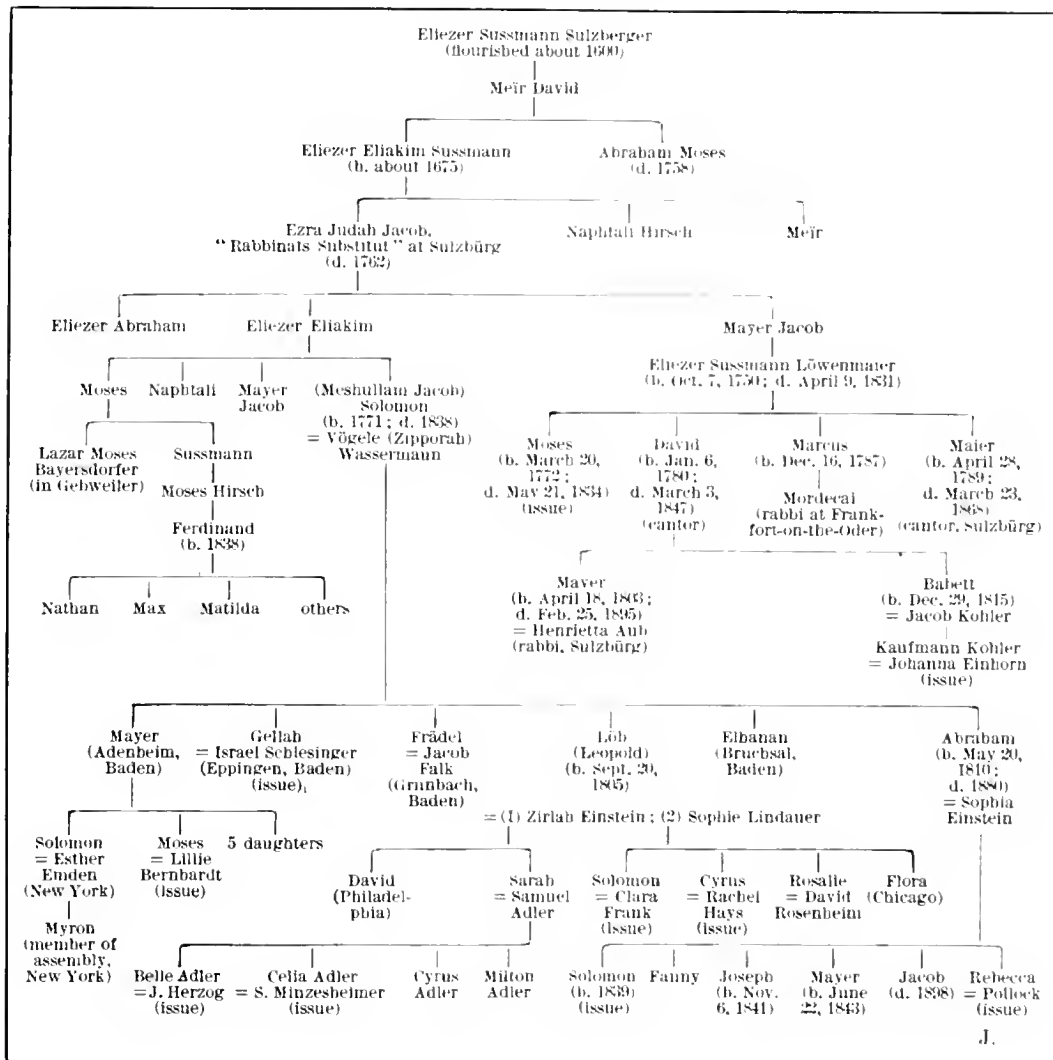 Eliezer Sussmann Sulzberger
(flourished about 1600)
Meïr David
Eliezer Eliakim Sussmann
(b. about 1675)
Abraham Moses
(d. 1758)
Ezra Judah Jacob,
"Rabbinats Substitut" at Sulzbürg
(d. 1762)
Naphtali Hirsch
Meïr
Eliezer Abraham
Eliezer Eliakim
Mayer Jacob
Eliezer Sussmann Löwenmaier
(b. Oct. 7, 1750; d. April 9, 1831)
Moses
Naphtali
Mayer
Jacob
(Meshullam Jacob)
Solomon
(b. 1771; d. 1838)
= Vögele (Zipporah)
Wassermann
Lazar Moses
Bayersdorfer
(in Gebweiler)
Sussmann
Moses Hirsch
Ferdinand
(b. 1838)
Nathan
Max
Matilda
others
Moses
(b. March 20,
1772;
d. May 21, 1834)
(issue)
David
(b. Jan. 6,
1780;
d. March 3,
1847)
(cantor)
Marcus
(b. Dec. 16, 1787)
Mordecai
(rabbi at Frank-
fort-on-the-Oder)
Maier
(b. April 28,
1789;
d. March 23,
1868)
(cantor, Sulzbürg)
Mayer
(b. April 18, 1803;
d. Feb. 25, 1895)
= Henrietta Aub
(rabbi, Sulzbürg)
Babett
(b. Dec. 29, 1815)
= Jacob Kohler
Kaufmann Kohler
= Johanna Einhorn
(issue)
Mayer
(Adenheim,
Baden)
Gellah
= Israel Schlesinger
(Eppingen, Baden)
(issue)
Frädel
= Jacob
Falk
(Grunbach,
Baden)
Löb
(Leopold)
(b. Sept. 20,
1805)
Elhanan
(Bruchsal,
Baden)
Abraham
(b. May 20,
1810;
d. 1880)
= Sophia
Einstein
= (1) Zirlah Einstein; (2) Sophie Lindauer
Solomon
= Esther
Emden
(New York)
Moses
= Lillie
Bernhardt
(issue)
5 daughters
Myron
(member of
assembly,
New York)
David
(Philadel-
phia)
Sarah
= Samuel
Adler
Solomon
= Clara
Frank
(issue)
Cyrus
= Rachel
Hays
(issue)
Rosalie
= David
Rosenheim
Flora
(Chicago)
Belle Adler
= J. Herzog
(issue)
Celia Adler
= S. Minzesheimer
(issue)
Cyrus
Adler
Milton
Adler
Solomon
(b. 1839)
(issue)
Fanny
Joseph
(b. Nov.
6, 1841)
Mayer
(b. June
22, 1843)
Jacob
(d. 1898)
Rebecca
= Pollock
(issue)
J.